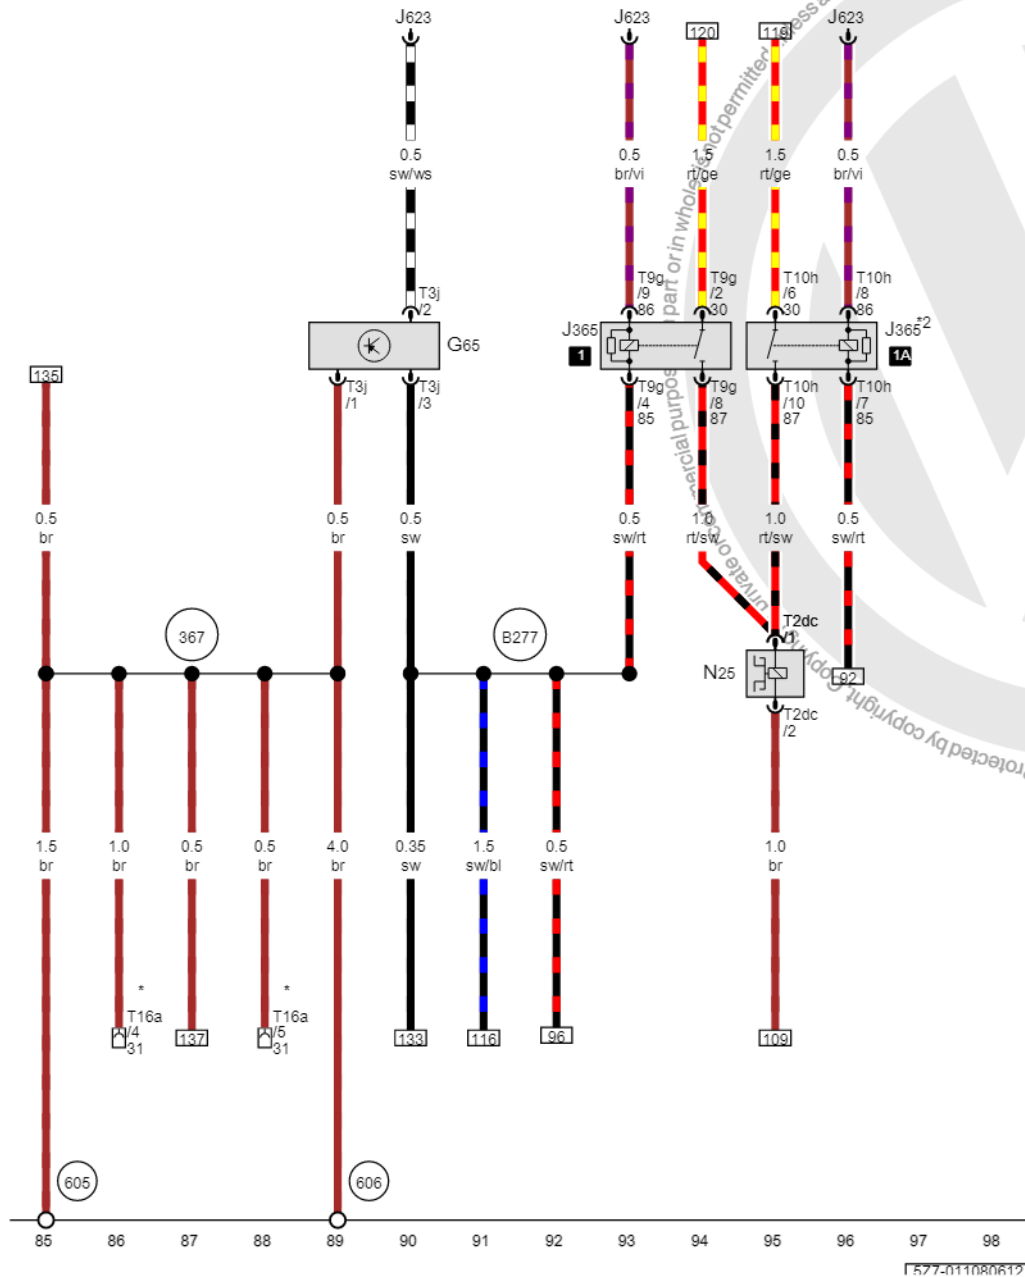 J623
J623
J623
120
119
0.5
sw/ws
0.5
br/vi
1.5
rt/ge
1.5
rt/ge
0.5
br/vi
T3j
/2
T9g
/9
86
T9g
/2
30
T10h
/6
30
T10h
/8
86
G65
J365
1
J365*2
1A
135
T3j
/1
T3j
/3
T9g
/4
85
T9g
/8
87
T10h
/10
87
T10h
/7
85
0.5
br
0.5
br
0.5
sw
0.5
sw/rt
1.0
rt/sw
1.0
rt/sw
0.5
sw/rt
367
B277
T2dc
/1
N25
92
T2dc
/2
1.5
br
1.0
br
0.5
br
0.5
br
4.0
br
0.35
sw
1.5
sw/bl
0.5
sw/rt
1.0
br
*
T16a
/4
31
137
*
T16a
/5
31
133
116
96
109
605
606
85 86 87 88 89 90 91 92 93 94 95 96 97 98
5Z7-011080612